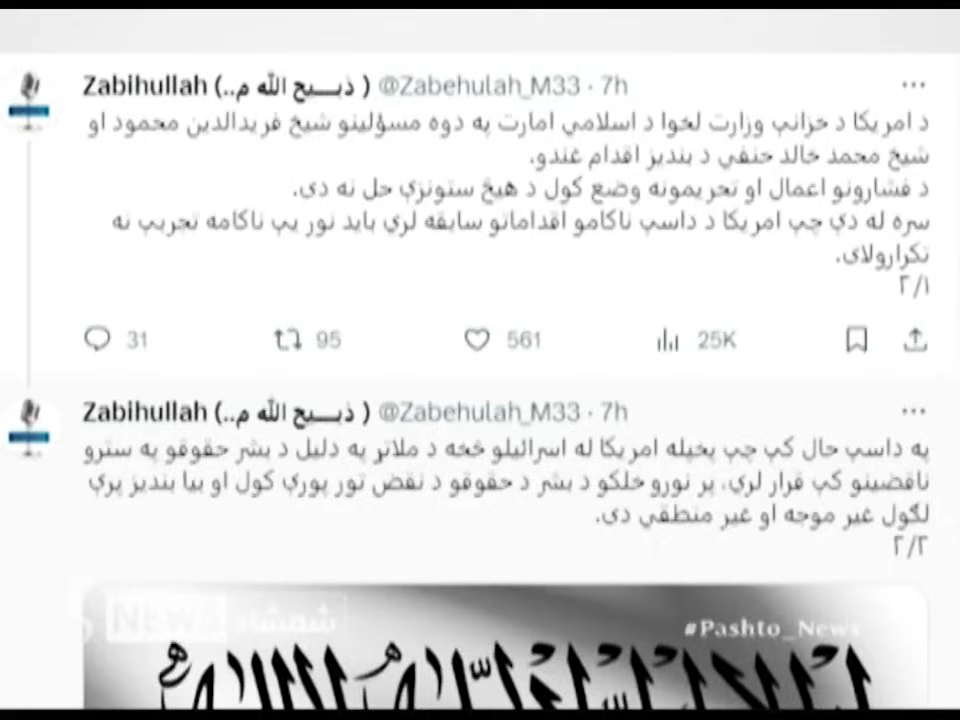 Zabihullah (..ذبـــیح الله م ) @Zabehulah_M33 · 7h
د امریکا د خزانې وزارت لخوا د اسلامي امارت په دوه مسؤلینو شیخ فریدالدین محمود او
شیخ محمد خالد حنفي د بندیز اقدام غندو.
د فشارونو اعمال او تحریمونه وضع کول د هیڅ ستونزې حل نه دی.
سره له دې چې امریکا د داسې ناکامو اقداماتو سابقه لري باید نور یې ناکامه تجربې نه
تکرارولای.
۲/۱
31 95 561 25K
Zabihullah (..ذبـــیح الله م ) @Zabehulah_M33 · 7h
په داسې حال کې چې پخپله امریکا له اسرائیلو څخه د ملاتړ په دلیل د بشر حقوقو په سترو
ناقضینو کې قرار لري، پر نورو خلکو د بشر د حقوقو د نقض تور پورې کول او بیا بندیز پرې
لګول غیر موجه او غیر منطقي دی.
۲/۲
NEWS شمشاد
#Pashto_News